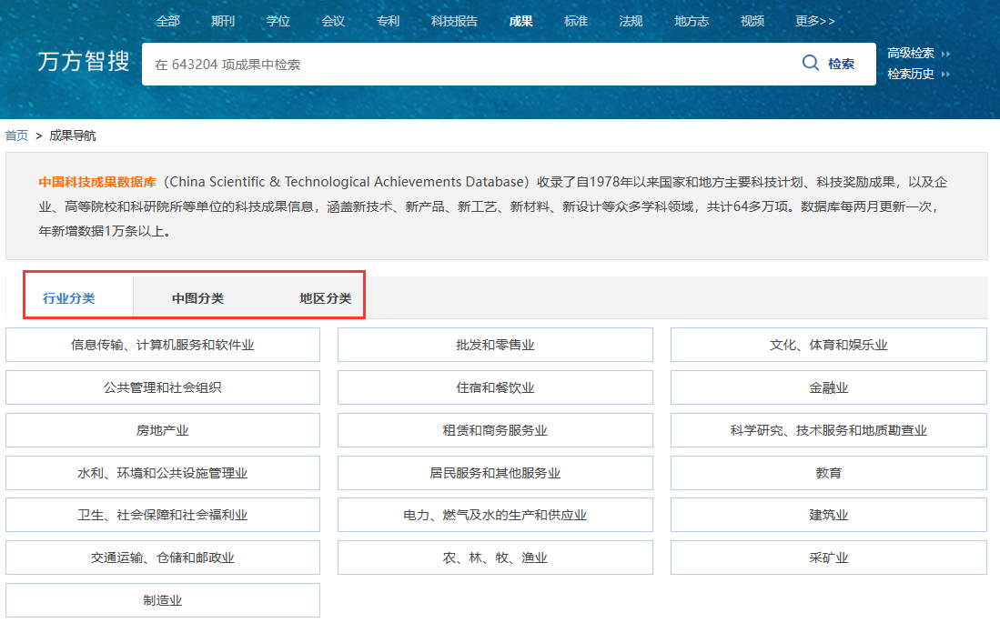 全部 期刊 学位 会议 专利 科技报告 成果 标准 法规 地方志 视频 更多>>
万方智搜 在 643204 项成果中检索 检索 高级检索
检索历史
首页 > 成果导航
中国科技成果数据库（China Scientific & Technological Achievements Database）收录了自1978年以来国家和地方主要科技计划、科技奖励成果，以及企
业、高等院校和科研院所等单位的科技成果信息，涵盖新技术、新产品、新工艺、新材料、新设计等众多学科领域，共计64多万项。数据库每两月更新一次，
年新增数据1万条以上。
行业分类 中图分类 地区分类
信息传输、计算机服务和软件业 批发和零售业 文化、体育和娱乐业
公共管理和社会组织 住宿和餐饮业 金融业
房地产业 租赁和商务服务业 科学研究、技术服务和地质勘查业
水利、环境和公共设施管理业 居民服务和其他服务业 教育
卫生、社会保障和社会福利业 电力、燃气及水的生产和供应业 建筑业
交通运输、仓储和邮政业 农、林、牧、渔业 采矿业
制造业